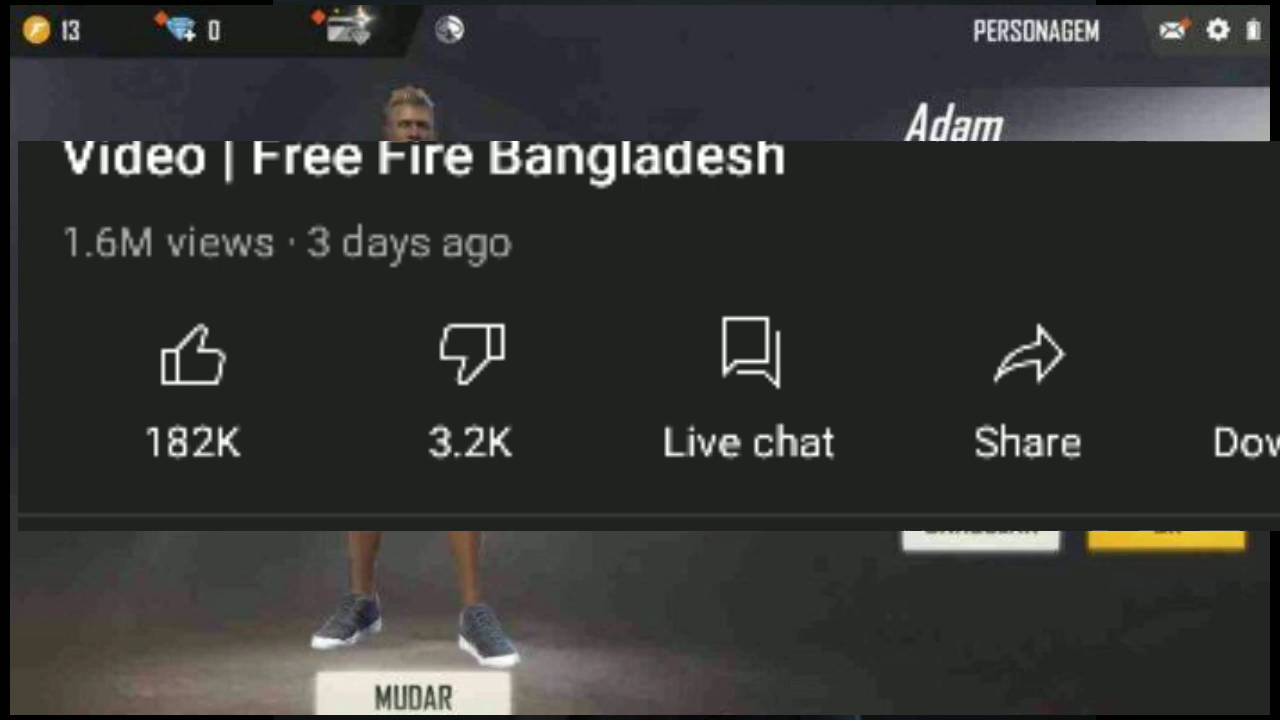 13 0 PERSONAGEM
Adam
Video | Free Fire Bangladesh
1.6M views · 3 days ago
182K 3.2K Live chat Share Dow
MUDAR